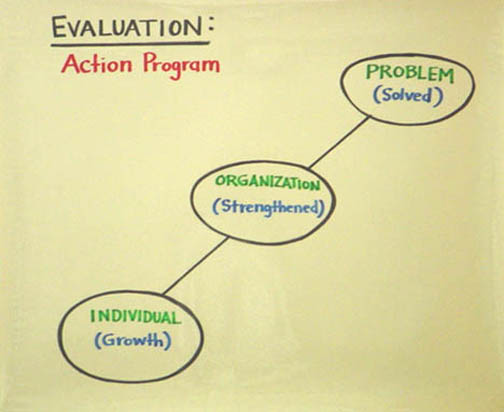 EVALUATION:
Action Program
PROBLEM
(Solved)
ORGANIZATION
(Strengthened)
INDIVIDUAL
(Growth)